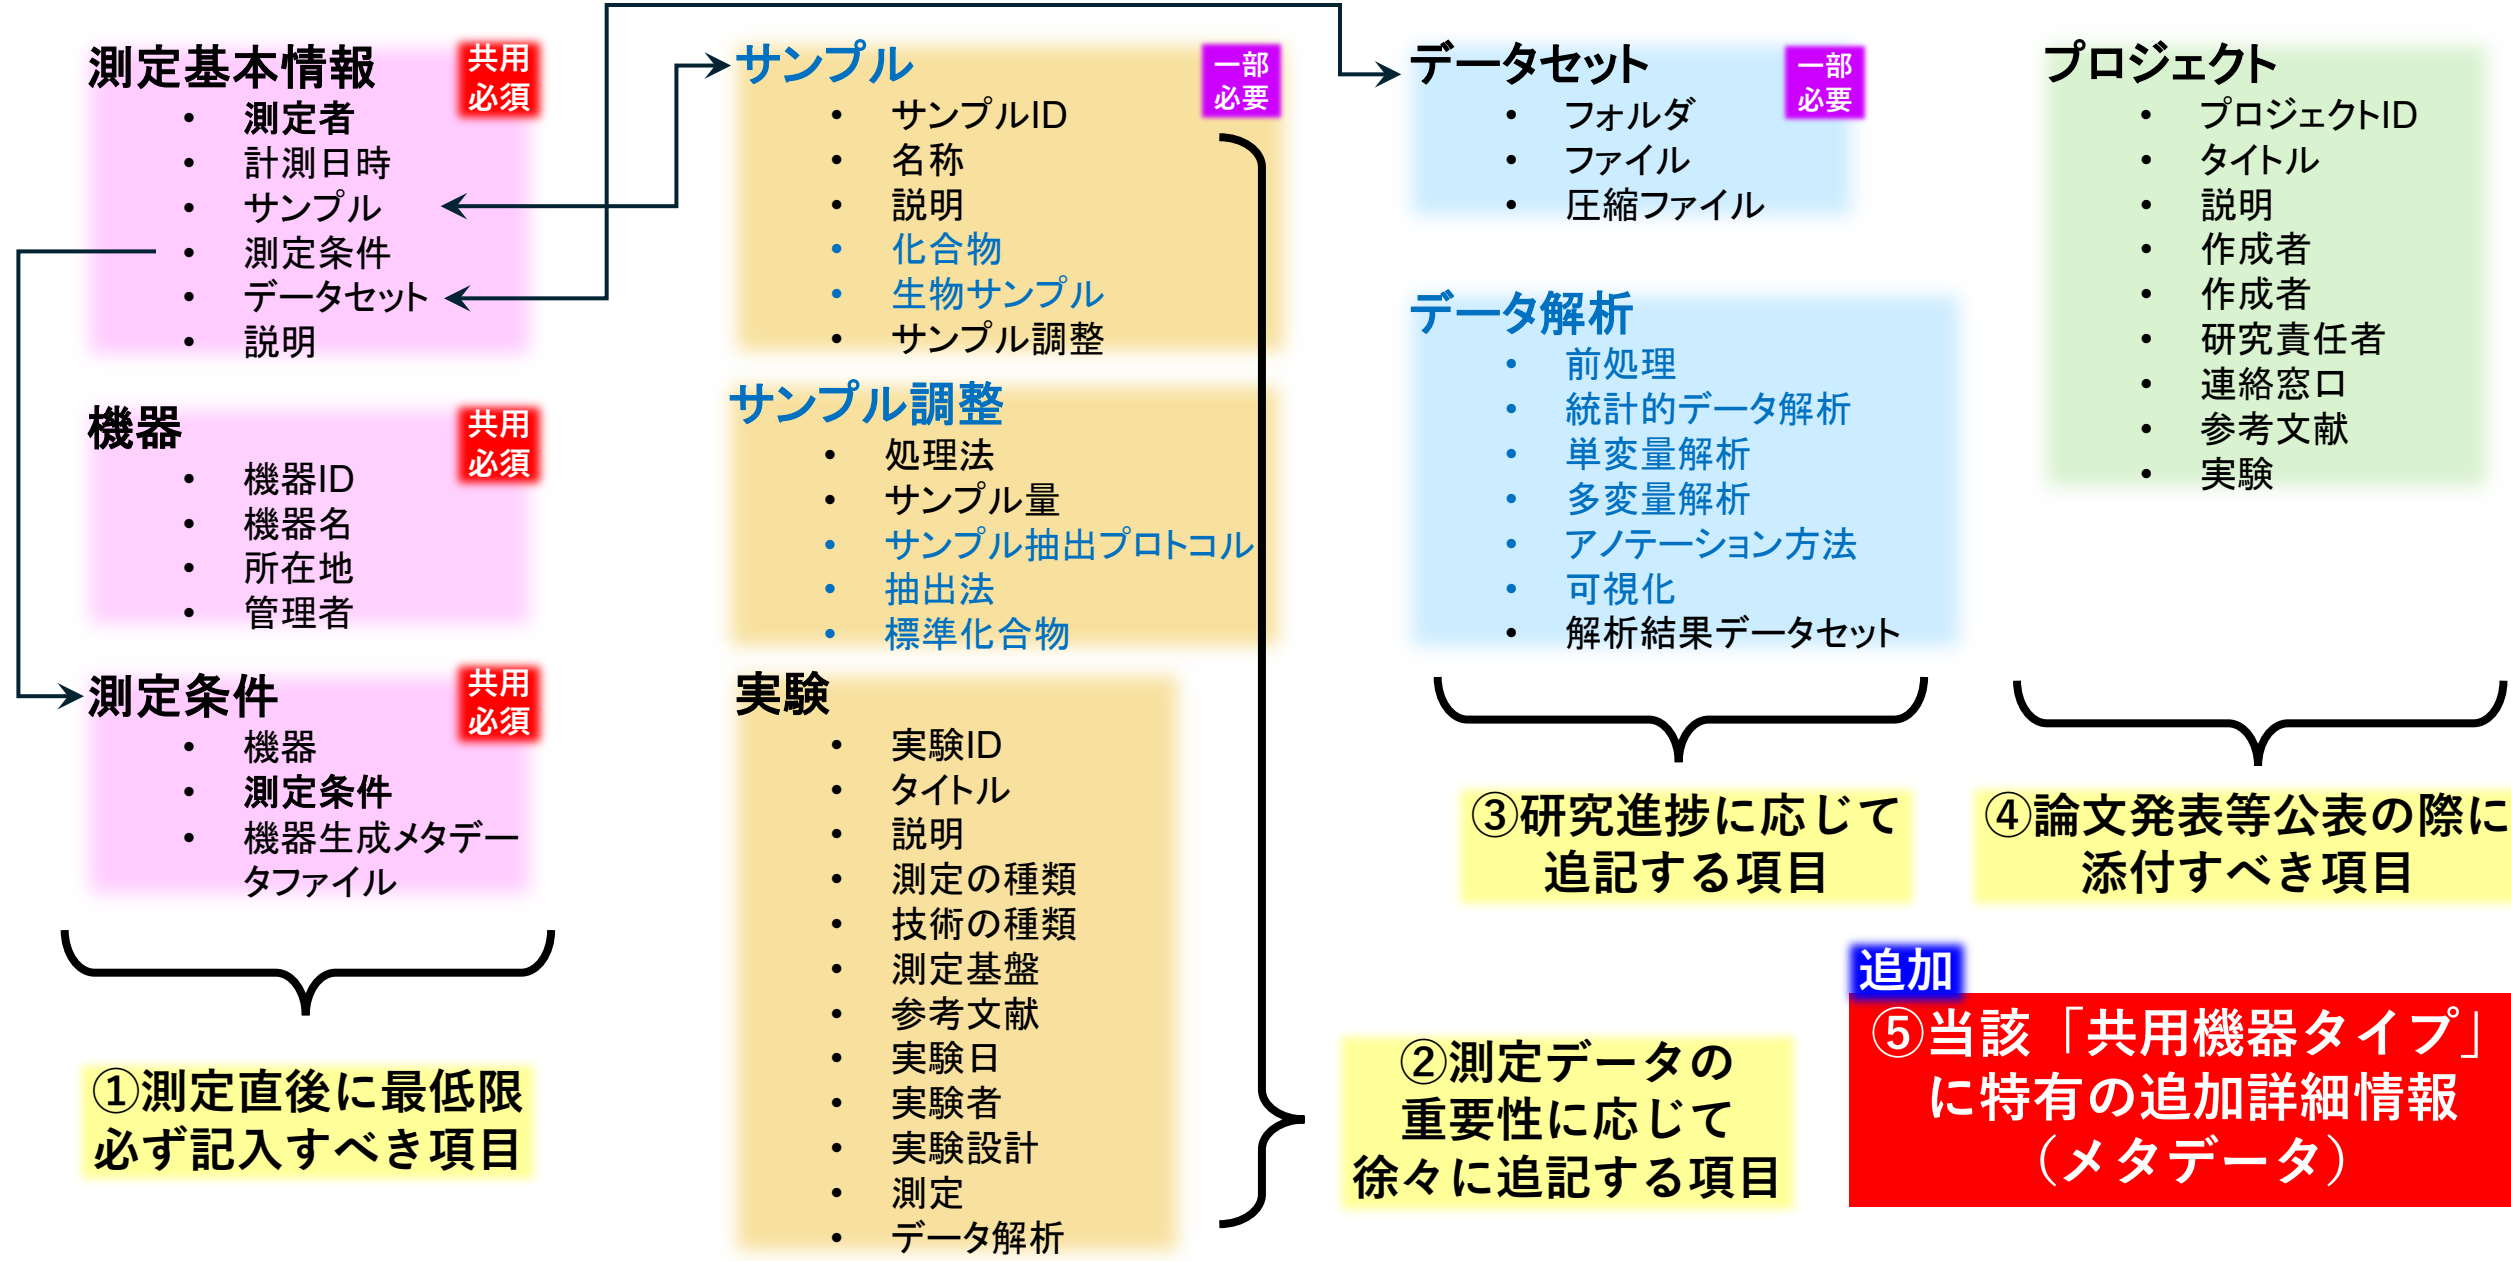 測定基本情報
共用
必須
• 測定者
• 計測日時
• サンプル
• 測定条件
• データセット
• 説明
機器
共用
必須
• 機器ID
• 機器名
• 所在地
• 管理者
測定条件
共用
必須
• 機器
• 測定条件
• 機器生成メタデー
タファイル
①測定直後に最低限
必ず記入すべき項目
サンプル
一部
必要
• サンプルID
• 名称
• 説明
• 化合物
• 生物サンプル
• サンプル調整
サンプル調整
• 処理法
• サンプル量
• サンプル抽出プロトコル
• 抽出法
• 標準化合物
実験
• 実験ID
• タイトル
• 説明
• 測定の種類
• 技術の種類
• 測定基盤
• 参考文献
• 実験日
• 実験者
• 実験設計
• 測定
• データ解析
②測定データの
重要性に応じて
徐々に追記する項目
データセット
一部
必要
• フォルダ
• ファイル
• 圧縮ファイル
データ解析
• 前処理
• 統計的データ解析
• 単変量解析
• 多変量解析
• アノテーション方法
• 可視化
• 解析結果データセット
③研究進捗に応じて
追記する項目
プロジェクト
• プロジェクトID
• タイトル
• 説明
• 作成者
• 作成者
• 研究責任者
• 連絡窓口
• 参考文献
• 実験
④論文発表等公表の際に
添付すべき項目
追加
⑤当該「共用機器タイプ」
に特有の追加詳細情報
（メタデータ）